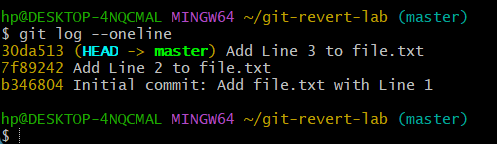 hp@DESKTOP-4NQCMAL MINGW64 ~/git-revert-lab (master)
$ git log --oneline
30da513 (HEAD -> master) Add Line 3 to file.txt
7f89242 Add Line 2 to file.txt
b346804 Initial commit: Add file.txt with Line 1
hp@DESKTOP-4NQCMAL MINGW64 ~/git-revert-lab (master)
$